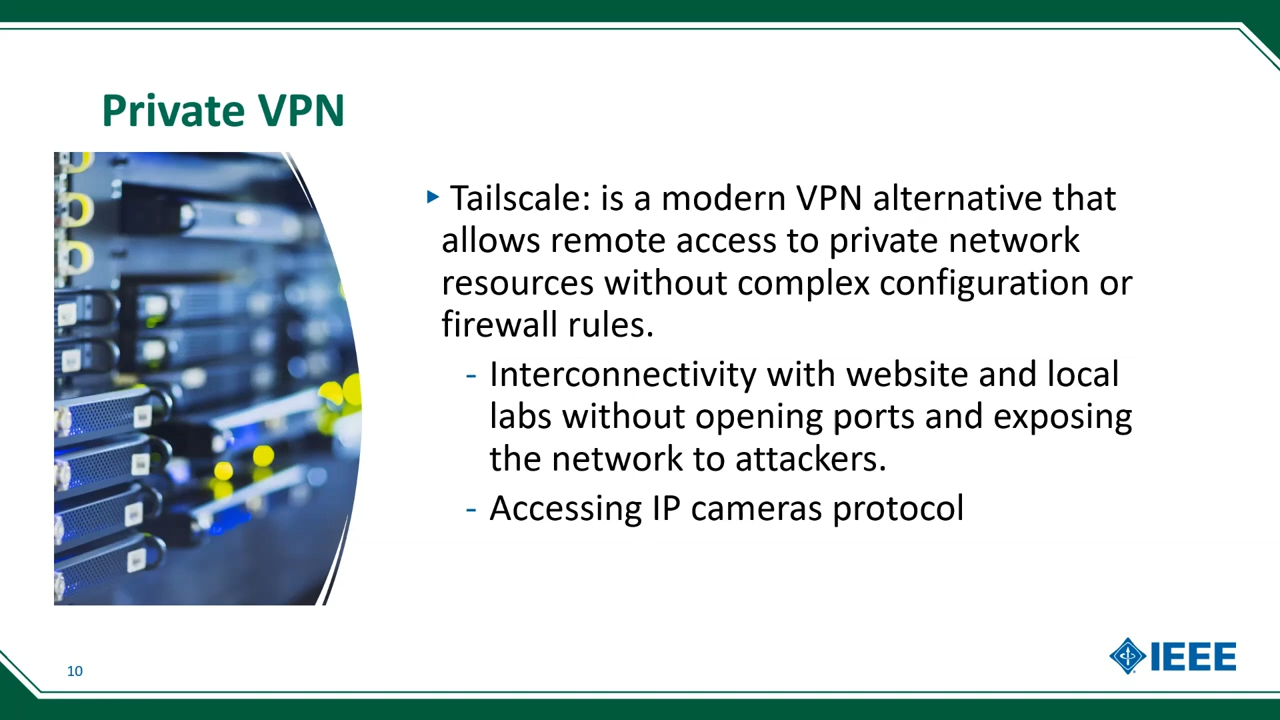 Private VPN
▸ Tailscale: is a modern VPN alternative that
allows remote access to private network
resources without complex configuration or
firewall rules.
- Interconnectivity with website and local
labs without opening ports and exposing
the network to attackers.
- Accessing IP cameras protocol
10
IEEE